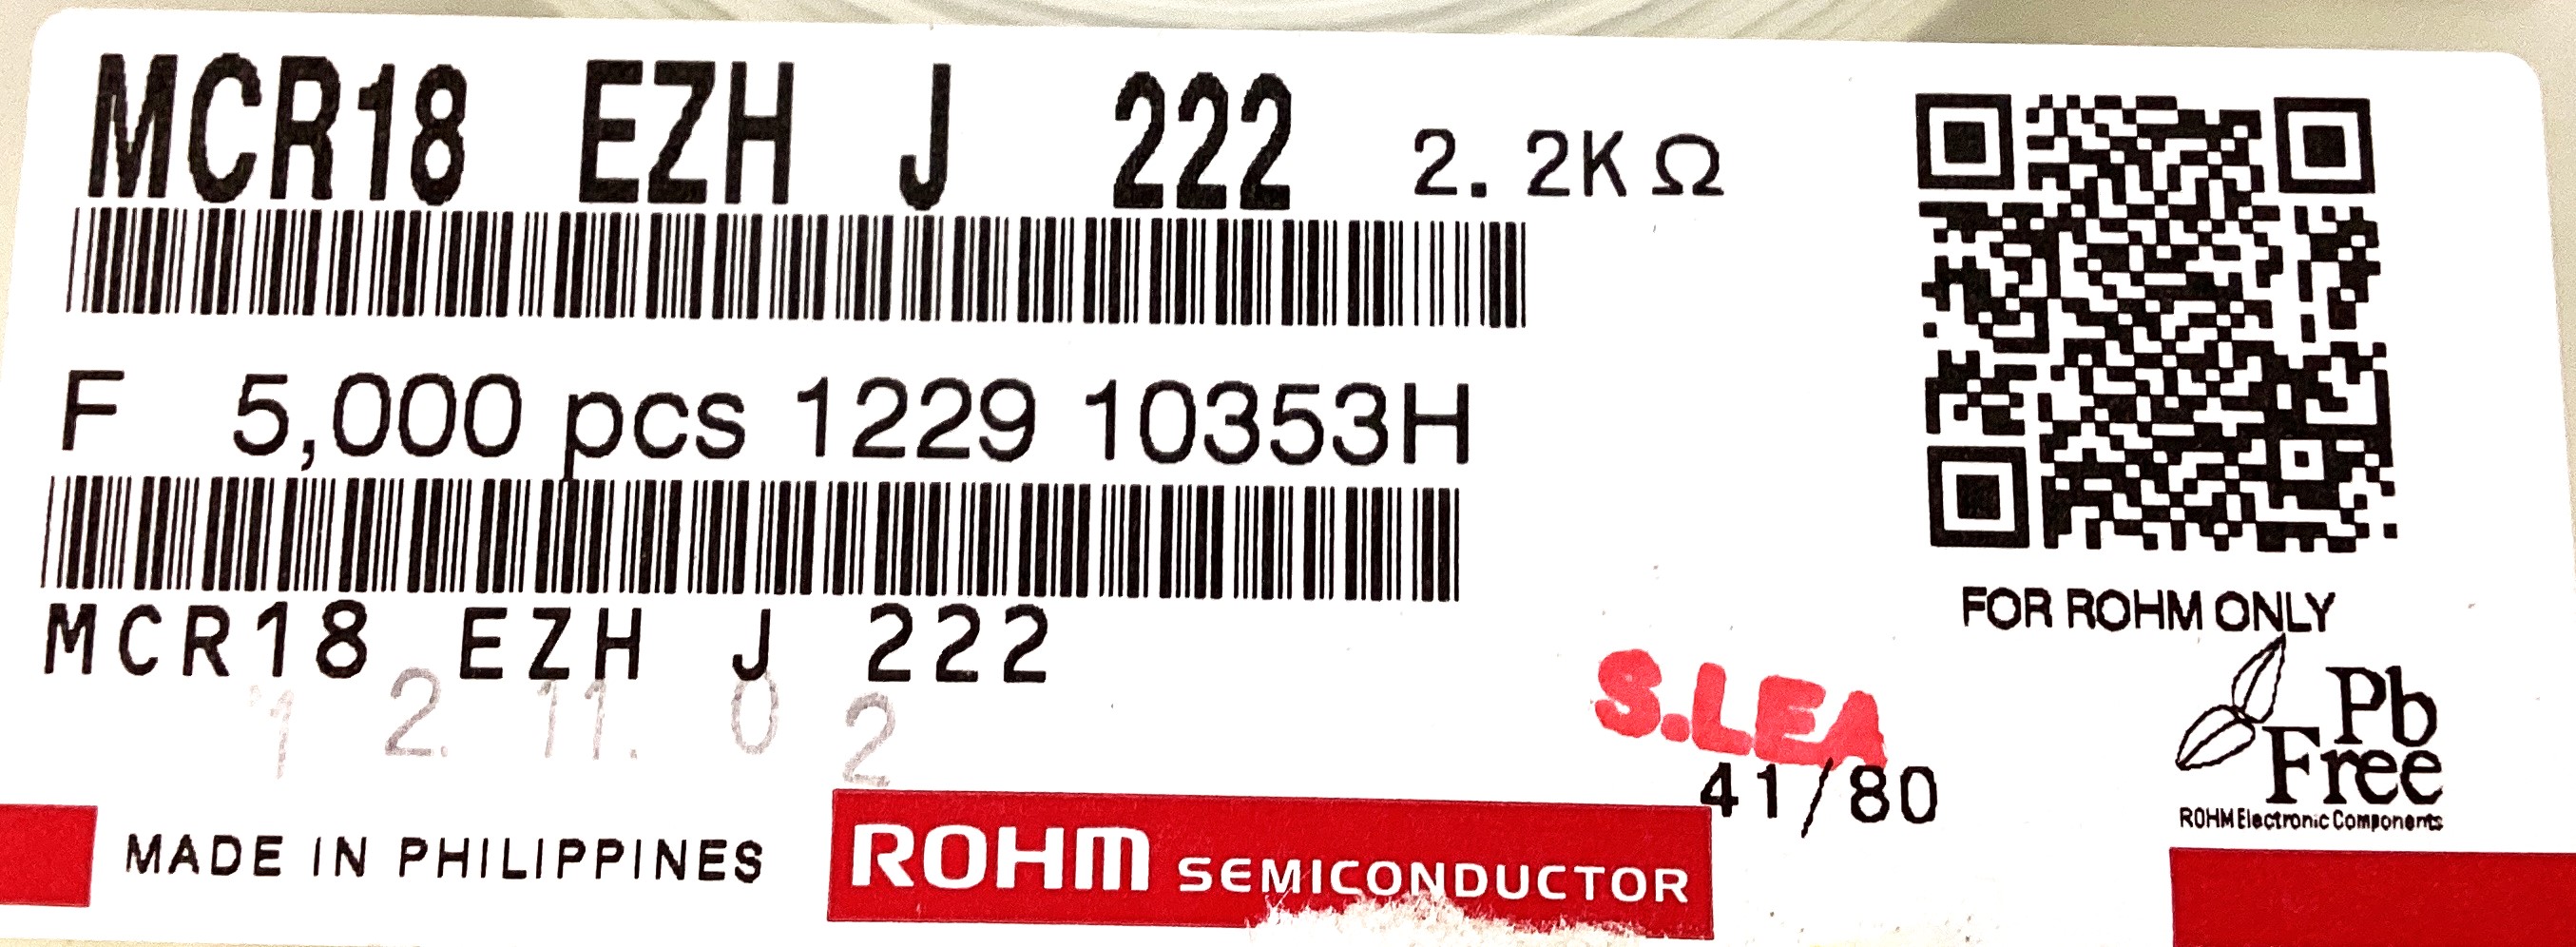 MCR18 EZH J 222 2.2KΩ
F 5,000 pcs 1229 10353H
MCR18 EZH J 222
12.11.02
FOR ROHM ONLY
S.LEA
41/80
Pb
Free
ROHM Electronic Components
MADE IN PHILIPPINES
ROHM SEMICONDUCTOR